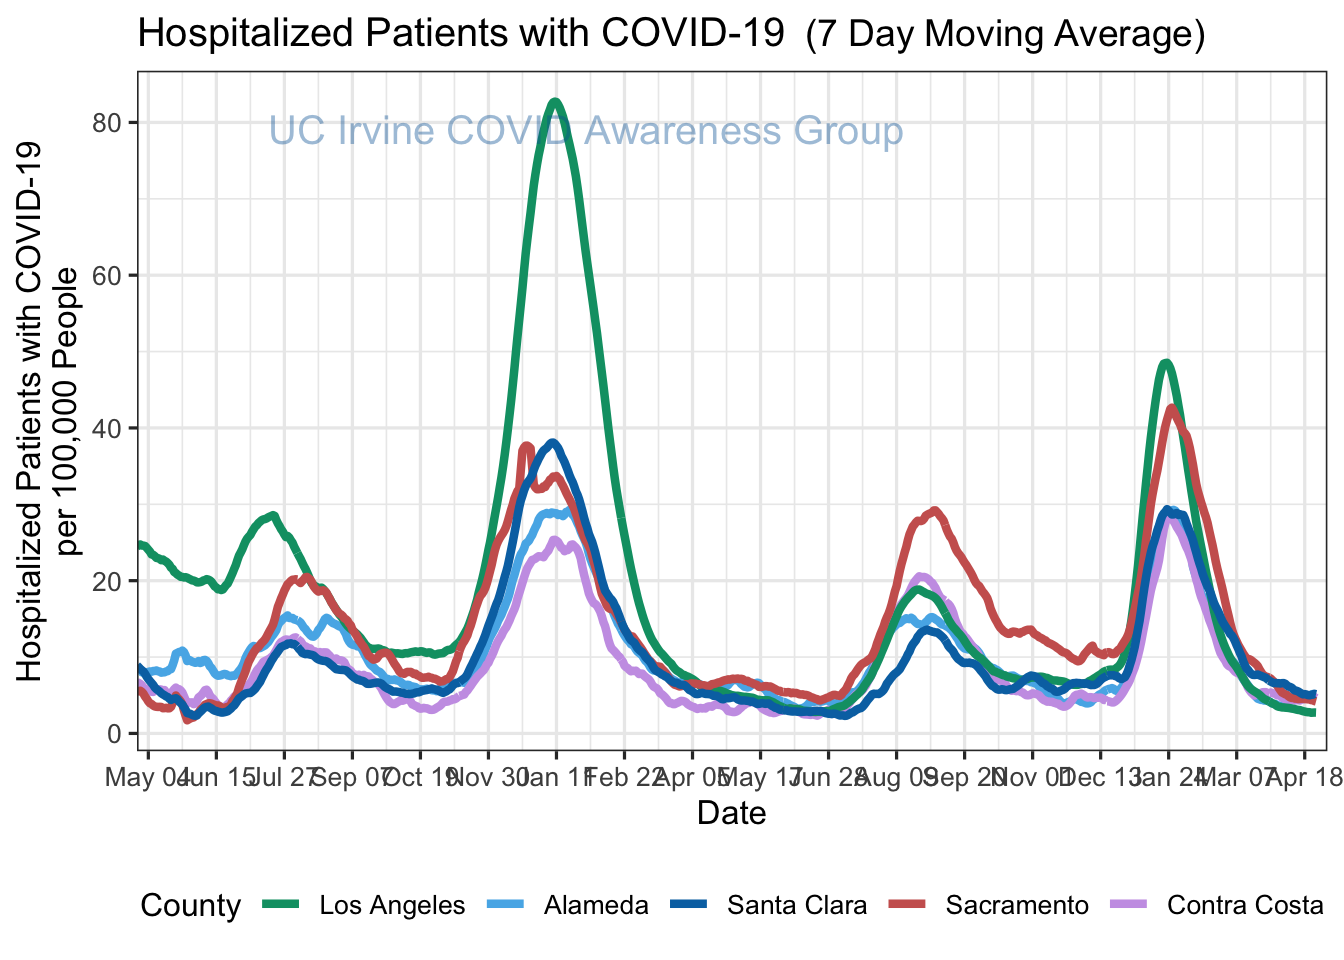 Hospitalized Patients with COVID-19 (7 Day Moving Average)
UC Irvine COVID Awareness Group
Hospitalized Patients with COVID-19
per 100,000 People
80
60
40
20
0
May 04 Jun 15 Jul 27 Sep 07 Oct 19 Nov 30 Jan 11 Feb 22 Apr 05 May 17 Jun 28 Aug 09 Sep 20 Nov 01 Dec 13 Jan 24 Mar 07 Apr 18
Date
County Los Angeles Alameda Santa Clara Sacramento Contra Costa